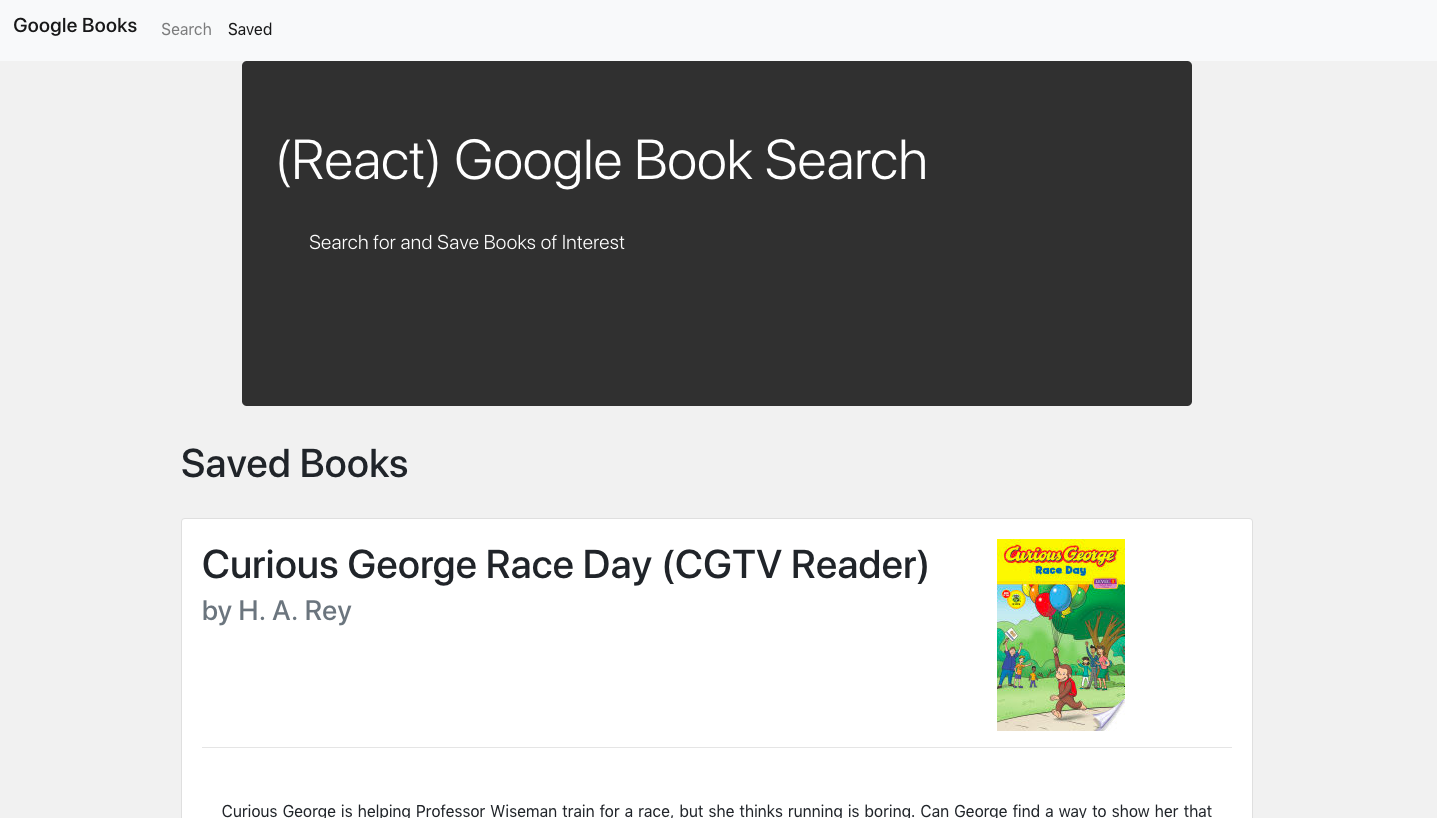 Google Books
Search
Saved
(React) Google Book Search
Search for and Save Books of Interest
Saved Books
Curious George Race Day (CGTV Reader)
by H. A. Rey
Curious George
Race Day
Curious George is helping Professor Wiseman train for a race, but she thinks running is boring. Can George find a way to show her that